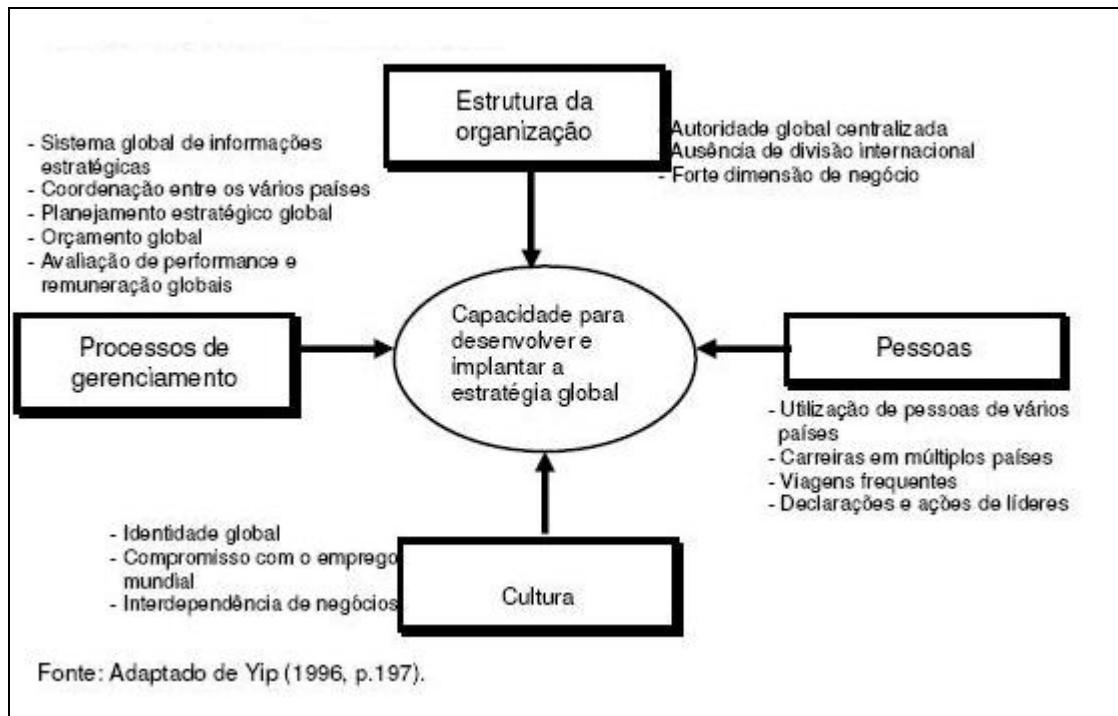 Estrutura da
organização
- Autoridade global centralizada
Ausência de divisão internacional
- Forte dimensão de negócio
- Sistema global de informações
estratégicas
- Coordenação entre os vários países
- Planejamento estratégico global
- Orçamento global
- Avaliação de performance e
remuneração globais
Processos de
gerenciamento
Capacidade para
desenvolver e
implantar a
estratégia global
Pessoas
- Utilização de pessoas de vários
países
- Carreiras em múltiplos países
- Viagens frequentes
- Declarações e ações de líderes
- Identidade global
- Compromisso com o emprego
mundial
- Interdependência de negócios
Cultura
Fonte: Adaptado de Yip (1996, p.197).